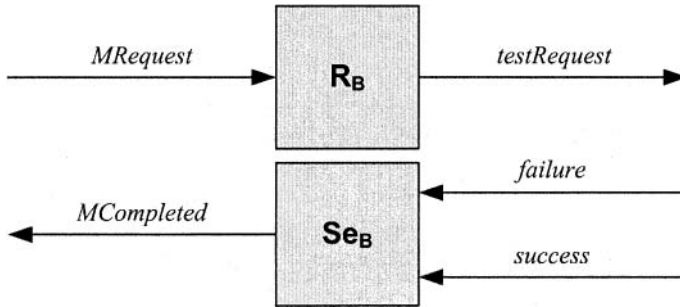 MRequest
R_B
testRequest
failure
MCompleted
Se_B
success